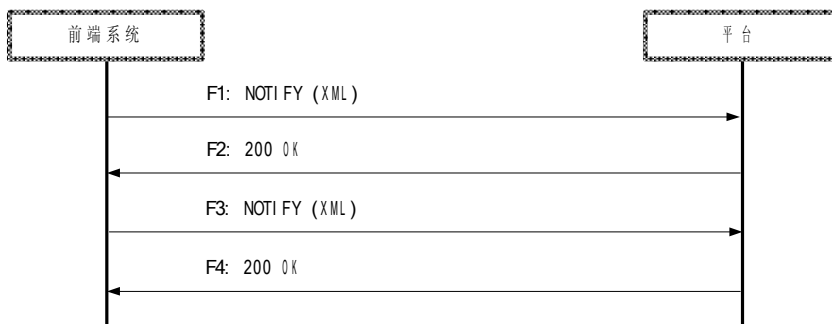 前端系统
平台
F1: NOTIFY (XML)
F2: 200 OK
F3: NOTIFY (XML)
F4: 200 OK